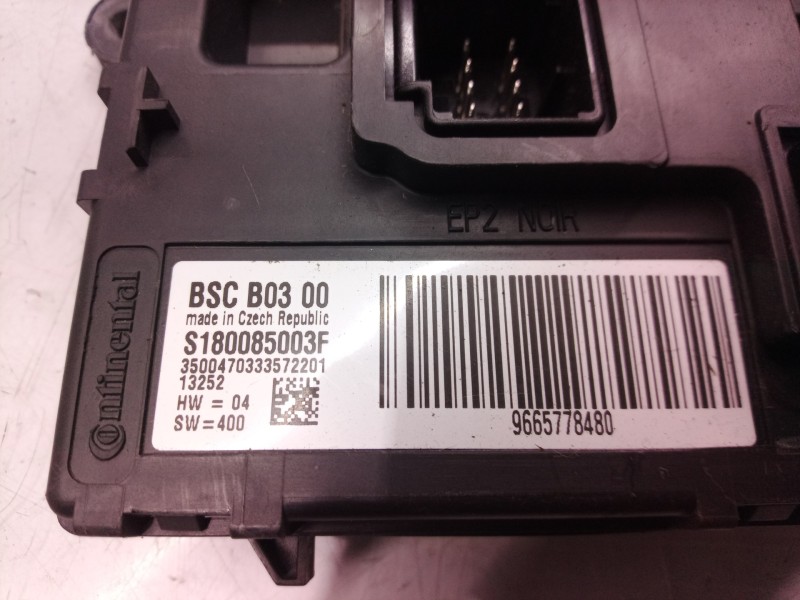 EP2 NOIR
Continental
BSC B03 00
made in Czech Republic
S180085003F
3500470333572201
13252
HW = 04
SW=400
9665778480